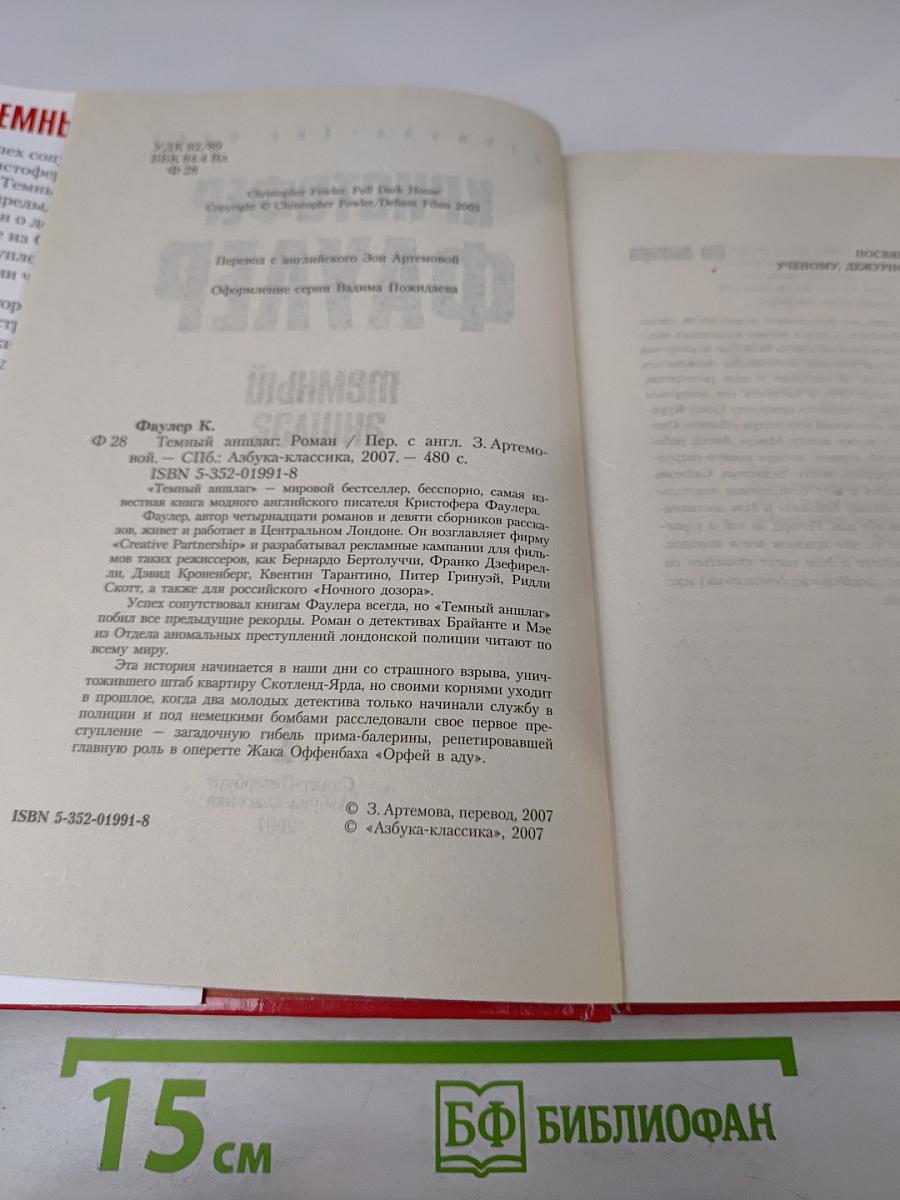 ЕМНЫ
УДК 82/89
ББК 84.4 Вл
Ф 28
Christopher Fowler. Full Dark House
Copyright © Christopher Fowler/Defiant Films 2003
Перевод с английского Зои Артемовой
Оформление серии Вадима Пожидаева
Фаулер К.
Ф 28 Темный аншлаг: Роман / Пер. с англ. З. Артемо-
вой. — СПб.: Азбука-классика, 2007. — 480 с.
ISBN 5-352-01991-8
«Темный аншлаг» — мировой бестселлер, бесспорно, самая из-
вестная книга модного английского писателя Кристофера Фаулера.
Фаулер, автор четырнадцати романов и девяти сборников расска-
зов, живет и работает в Центральном Лондоне. Он возглавляет фирму
«Creative Partnership» и разрабатывал рекламные кампании для филь-
мов таких режиссеров, как Бернардо Бертолуччи, Франко Дзефирел-
ли, Дэвид Кроненберг, Квентин Тарантино, Питер Гринуэй, Ридли
Скотт, а также для российского «Ночного дозора».
Успех сопутствовал книгам Фаулера всегда, но «Темный аншлаг»
побил все предыдущие рекорды. Роман о детективах Брайанте и Мэе
из Отдела аномальных преступлений лондонской полиции читают по
всему миру.
Эта история начинается в наши дни со страшного взрыва, унич-
тожившего штаб квартиру Скотленд-Ярда, но своими корнями уходит
в прошлое, когда два молодых детектива только начинали службу в
полиции и под немецкими бомбами расследовали свое первое пре-
ступление — загадочную гибель прима-балерины, репетировавшей
главную роль в оперетте Жака Оффенбаха «Орфей в аду».
ISBN 5-352-01991-8
© З. Артемова, перевод, 2007
© «Азбука-классика», 2007
ПОСВЯЩ
УЧЕНОМУ, ДЕЖУРНО
15 см
БФ БИБЛИОФАН